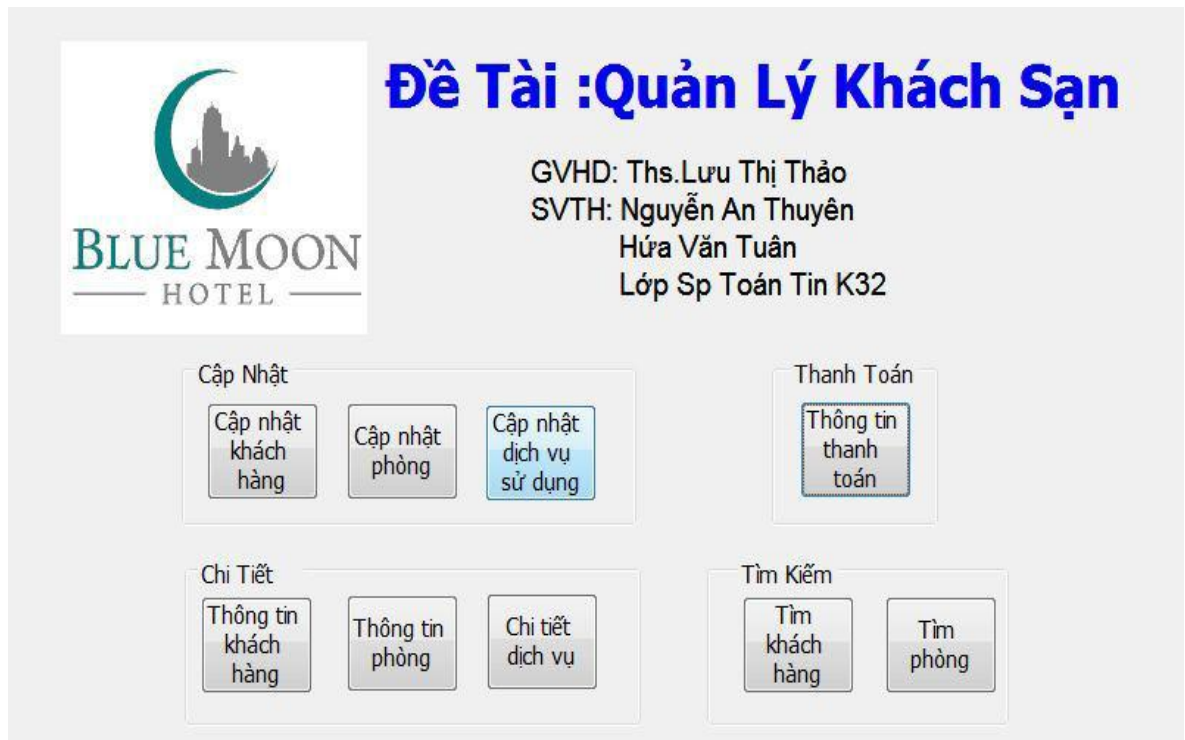 Đề Tài :Quản Lý Khách Sạn
GVHD: Ths.Lưu Thị Thảo
SVTH: Nguyễn An Thuyên
Hứa Văn Tuân
Lớp Sp Toán Tin K32
BLUE MOON
HOTEL
Cập Nhật
Cập nhật
khách
hàng
Cập nhật
phòng
Cập nhật
dịch vụ
sử dụng
Thanh Toán
Thông tin
thanh
toán
Chi Tiết
Thông tin
khách
hàng
Thông tin
phòng
Chi tiết
dịch vụ
Tìm Kiếm
Tìm
khách
hàng
Tìm
phòng